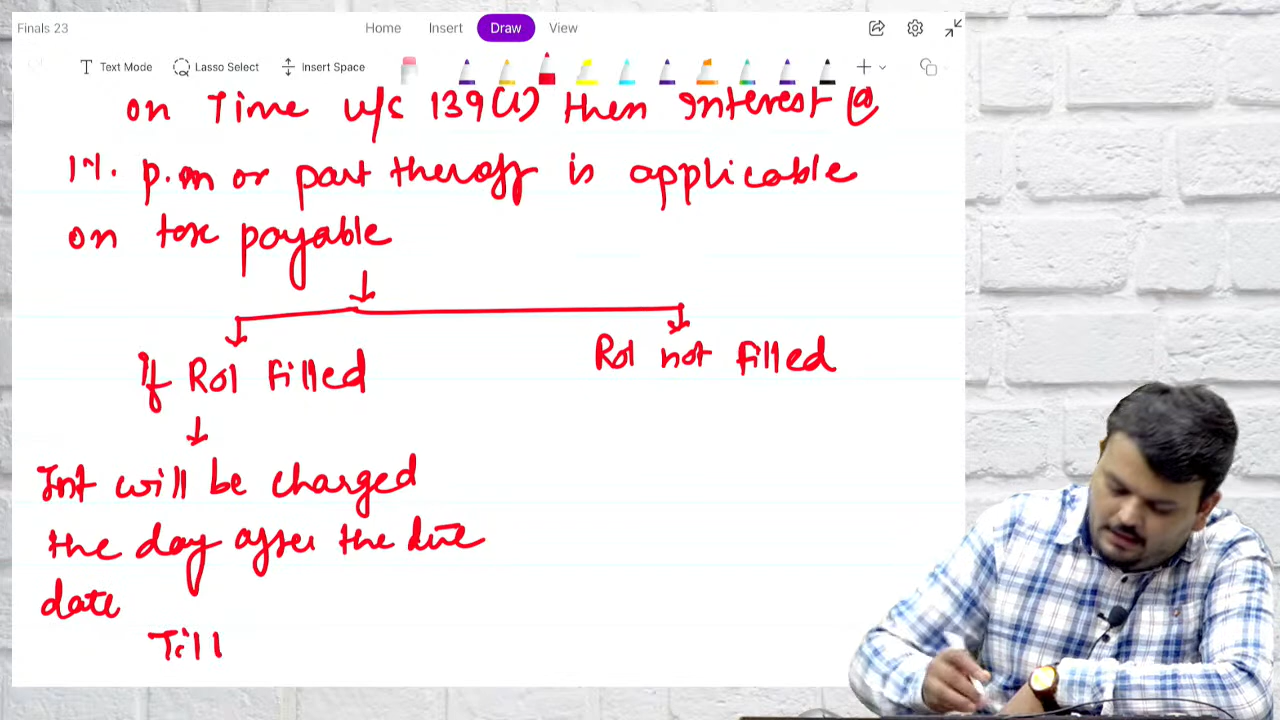 Finals 23
Home Insert Draw View
Text Mode Lasso Select Insert Space
on Time u/s 139(1) then Interest @
1%. p.m or part theroff is applicable
on tax payable
If RoI Filled
RoI not filled
Int will be charged
the day after the due
date
Till